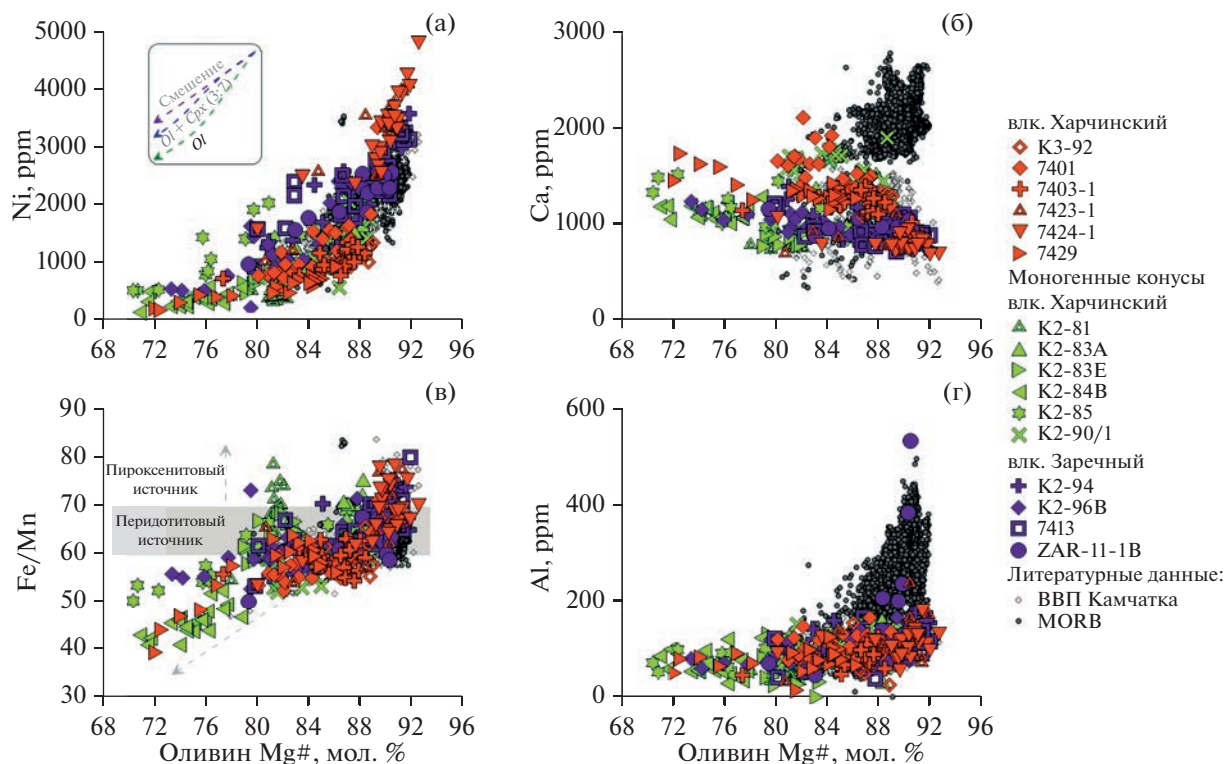 (а)
Ni, ppm
5000
4000
3000
2000
1000
0
68 72 76 80 84 88 92 96
Смешение
Ol + Cpx (3:7)
Ol
(б)
Ca, ppm
3000
2000
1000
0
68 72 76 80 84 88 92 96
(в)
Fe/Mn
90
80
70
60
50
40
30
Пироксенитовый
источник
Перидотитовый
источник
68 72 76 80 84 88 92 96
Оливин Mg#, мол. %
(г)
Al, ppm
600
400
200
0
68 72 76 80 84 88 92 96
Оливин Mg#, мол. %
влк. Харчинский
K3-92
7401
7403-1
7423-1
7424-1
7429
Моногенные конусы
влк. Харчинский
K2-81
K2-83A
K2-83E
K2-84B
K2-85
K2-90/1
влк. Заречный
K2-94
K2-96B
7413
ZAR-11-1B
Литературные данные:
ВВП Камчатка
MORB